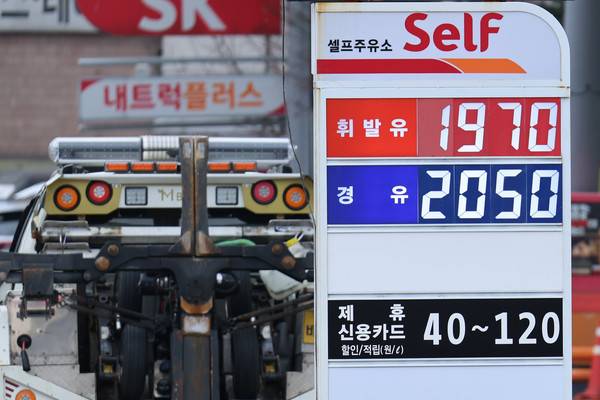 SK
Self
셀프주유소
내트럭플러스
휘발유 1970
경유 2050
제휴
신용카드 40~120
할인/적립(원/ℓ)